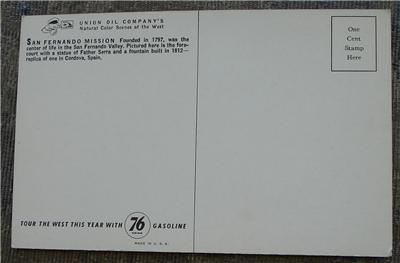 UNION OIL COMPANY'S
Natural Color Scenes of the West
SAN FERNANDO MISSION Founded in 1797, was the
center of life in the San Fernando Valley. Pictured here is the fore-
court with a statue of Father Serra and a fountain built in 1812—
replica of one in Cordova, Spain.
One
Cent
Stamp
Here
TOUR THE WEST THIS YEAR WITH 76 GASOLINE
UNION
MADE IN U. S. A.